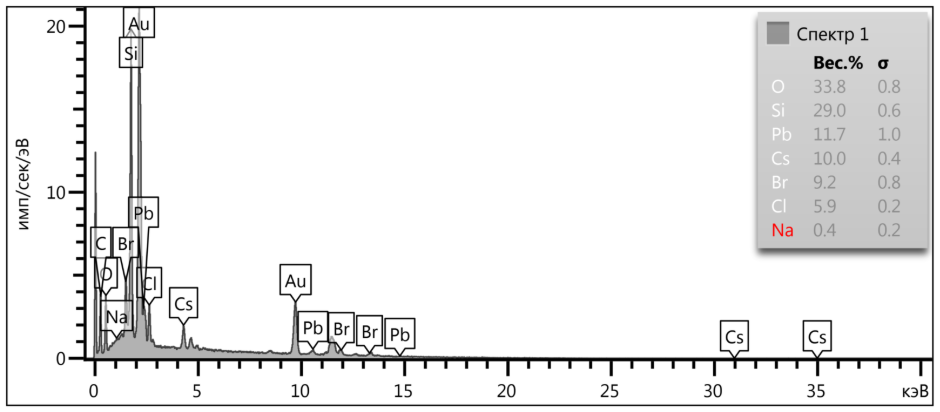 20
10
0
имп/сек/эВ
Au
Si
Pb
C
Br
O
Cl
Na
Cs
Au
Pb
Br
Br
Pb
Cs
Cs
0 5 10 15 20 25 30 35 кэВ
Спектр 1
Вес.% σ
O 33.8 0.8
Si 29.0 0.6
Pb 11.7 1.0
Cs 10.0 0.4
Br 9.2 0.8
Cl 5.9 0.2
Na 0.4 0.2